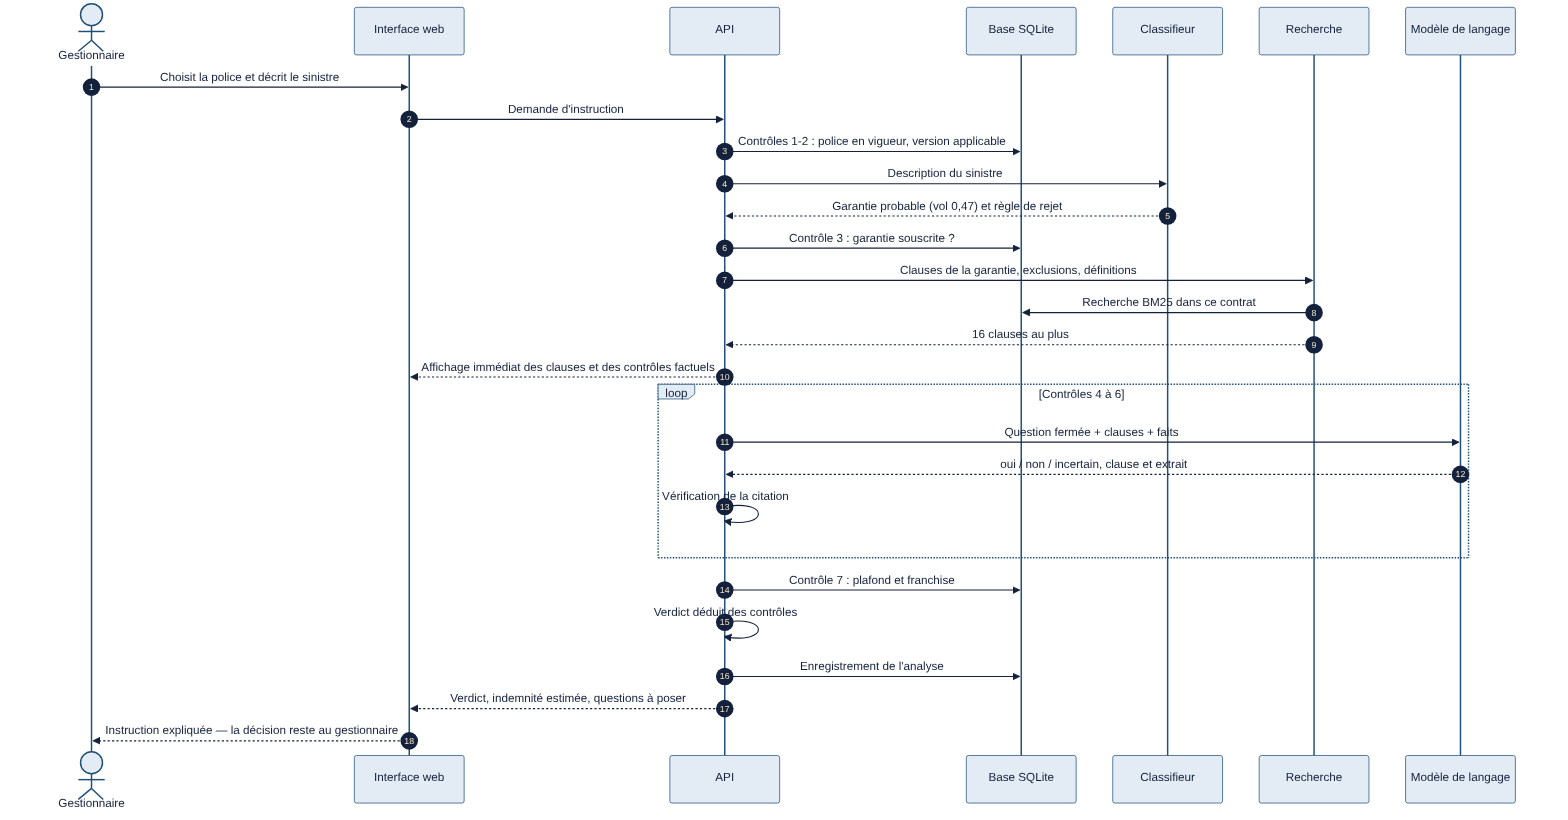 Gestionnaire
Interface web
API
Base SQLite
Classifieur
Recherche
Modèle de langage
1
Choisit la police et décrit le sinistre
2
Demande d'instruction
3
Contrôles 1-2 : police en vigueur, version applicable
4
Description du sinistre
Garantie probable (vol 0,47) et règle de rejet
5
6
Contrôle 3 : garantie souscrite ?
7
Clauses de la garantie, exclusions, définitions
Recherche BM25 dans ce contrat
8
16 clauses au plus
9
Affichage immédiat des clauses et des contrôles factuels
10
loop
[Contrôles 4 à 6]
11
Question fermée + clauses + faits
oui / non / incertain, clause et extrait
12
Vérification de la citation
13
14
Contrôle 7 : plafond et franchise
Verdict déduit des contrôles
15
16
Enregistrement de l'analyse
Verdict, indemnité estimée, questions à poser
17
Instruction expliquée — la décision reste au gestionnaire
18
Gestionnaire
Interface web
API
Base SQLite
Classifieur
Recherche
Modèle de langage